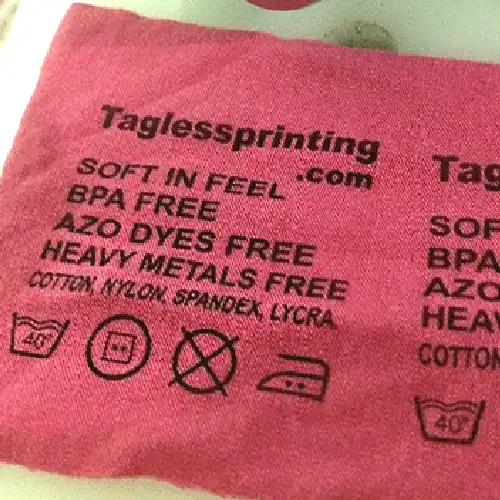 Taglessprinting
.com
SOFT IN FEEL
BPA FREE
AZO DYES FREE
HEAVY METALS FREE
COTTON, NYLON, SPANDEX, LYCRA
40°
Tag
SOF
BPA
AZO
HEAV
COTTON
40°